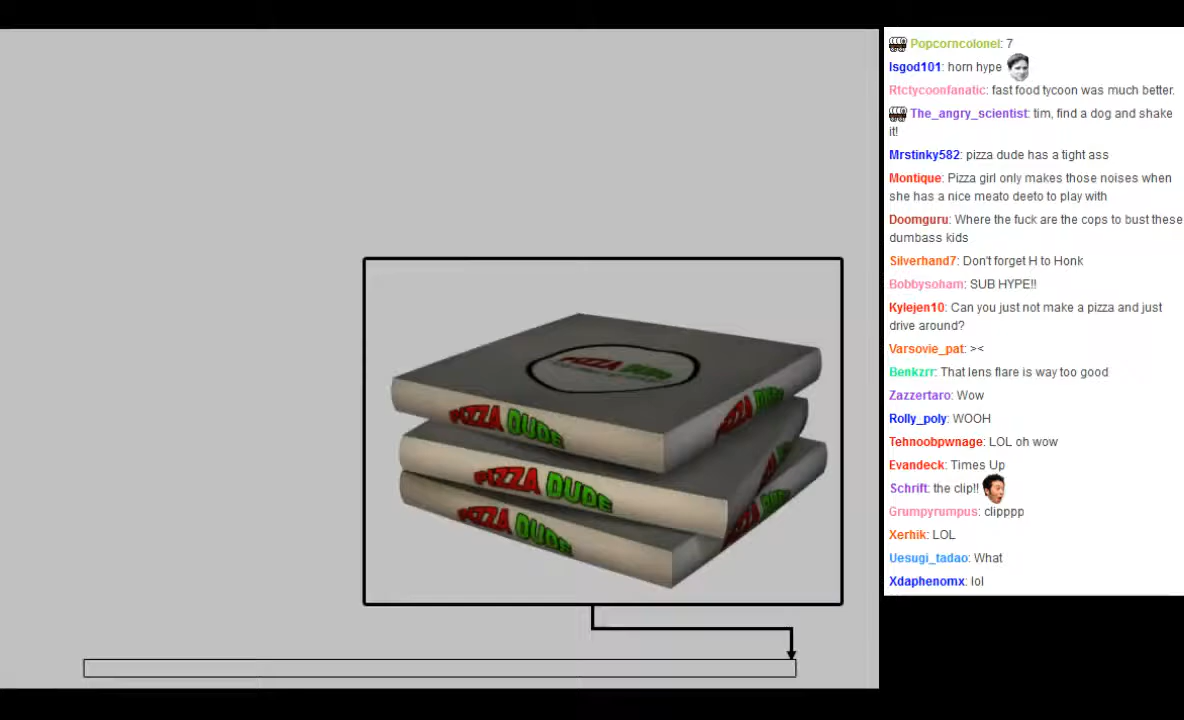 PIZZA DUDE
PIZZA DUDE
PIZZA DUDE
PIZZA DUDE
PIZZA DUDE
Popcorncolonel: 7
Isgod101: horn hype
Rtctycoonfanatic: fast food tycoon was much better.
The_angry_scientist: tim, find a dog and shake
it!
Mrstinky582: pizza dude has a tight ass
Montique: Pizza girl only makes those noises when
she has a nice meato deeto to play with
Doomguru: Where the fuck are the cops to bust these
dumbass kids
Silverhand7: Don't forget H to Honk
Bobbysoham: SUB HYPE!!
Kylejen10: Can you just not make a pizza and just
drive around?
Varsovie_pat: ><
Benkzrr: That lens flare is way too good
Zazzertaro: Wow
Rolly_poly: WOOH
Tehnoobpwnage: LOL oh wow
Evandeck: Times Up
Schrift: the clip!!
Grumpyrumpus: clipppp
Xerhik: LOL
Uesugi_tadao: What
Xdaphenomx: lol